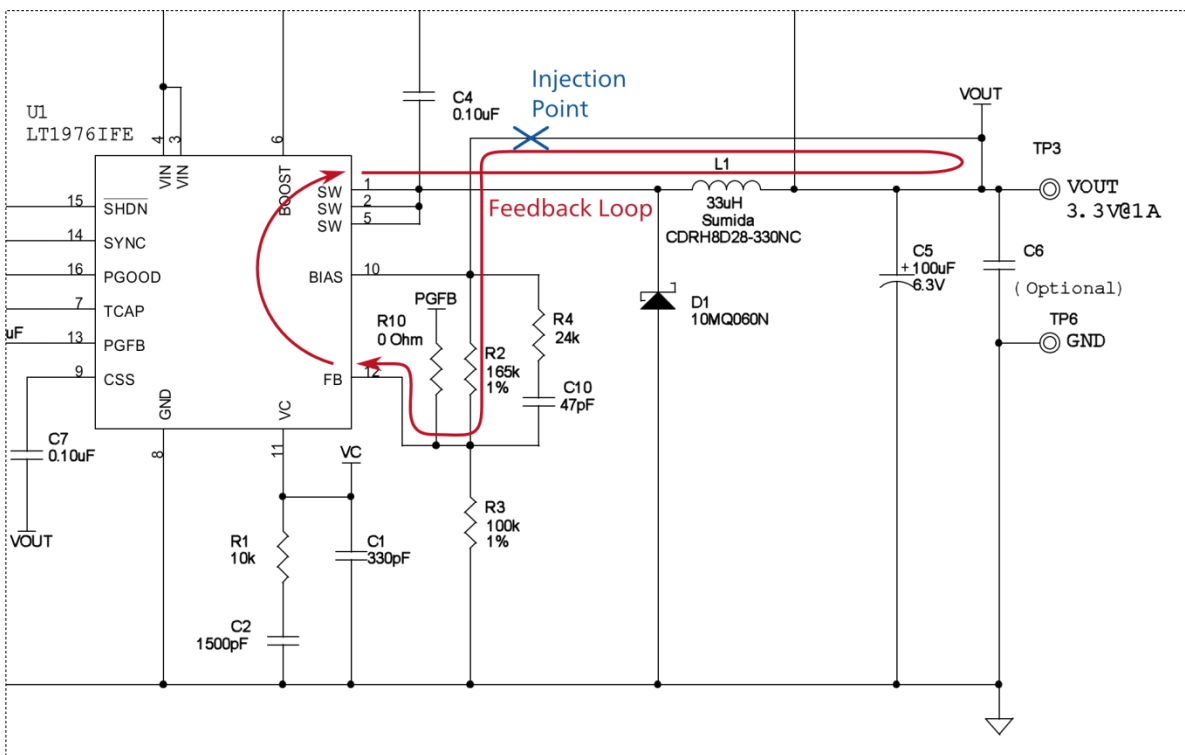 Injection
Point
VOUT
C4
0.10uF
U1
LT1976IFE
4
3
6
VIN
VIN
BOOST
TP3
L1
15
SHDN
SW
1
SW
2
SW
5
Feedback Loop
33uH
Sumida
CDRH8D28-330NC
VOUT
3.3V@1A
14
SYNC
16
PGOOD
BIAS
10
C5
+100uF
6.3V
C6
(Optional)
7
TCAP
PGFB
D1
10MQ060N
TP6
GND
uF
13
PGFB
R10
0 Ohm
R4
24k
R2
165k
1%
9
CSS
FB
12
C10
47pF
GND
VC
C7
0.10uF
8
11
VC
VOUT
R1
10k
C1
330pF
R3
100k
1%
C2
1500pF